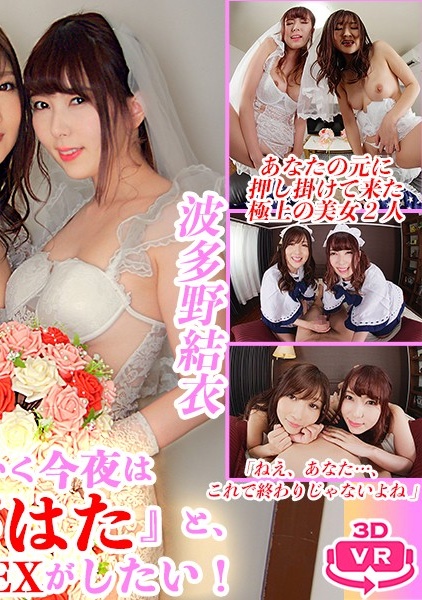 波多野結衣
く今夜は
はた』と、
EXがしたい！
あなたの元に
押し掛けて来た
極上の美女２人
「ねえ、あなた…、
これで終わりじゃないよね」
3D
VR